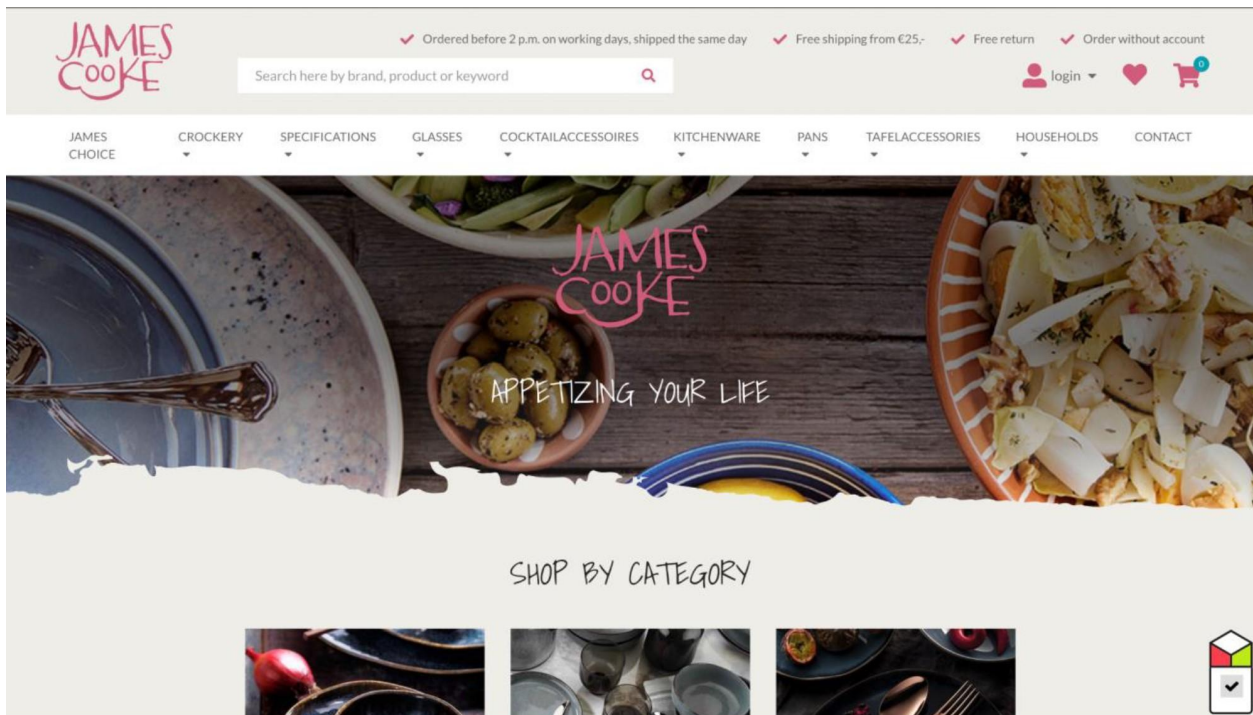 JAMES
COOKE
Ordered before 2 p.m. on working days, shipped the same day
Free shipping from €25,-
Free return
Order without account
Search here by brand, product or keyword
login
0
JAMES
CHOICE
CROCKERY
SPECIFICATIONS
GLASSES
COCKTAILACCESSOIRES
KITCHENWARE
PANS
TAFELACCESSORIES
HOUSEHOLDS
CONTACT
JAMES
COOKE
APPETIZING YOUR LIFE
SHOP BY CATEGORY